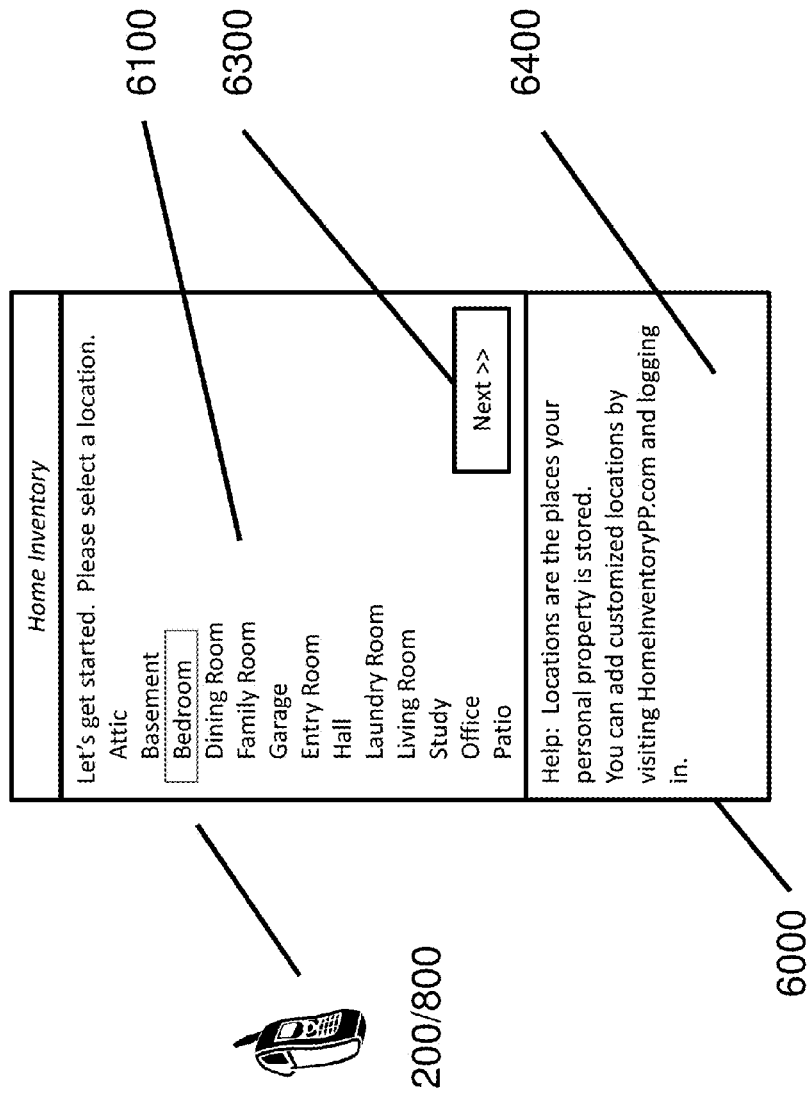 Home Inventory
Let's get started.  Please select a location.
Attic
Basement
Bedroom
Dining Room
Family Room
Garage
Entry Room
Hall
Laundry Room
Living Room
Study
Office
Patio
Next >>
Help:  Locations are the places your
personal property is stored.
You can add customized locations by
visiting HomeInventoryPP.com and logging
in.
6100
6300
6400
200/800
6000